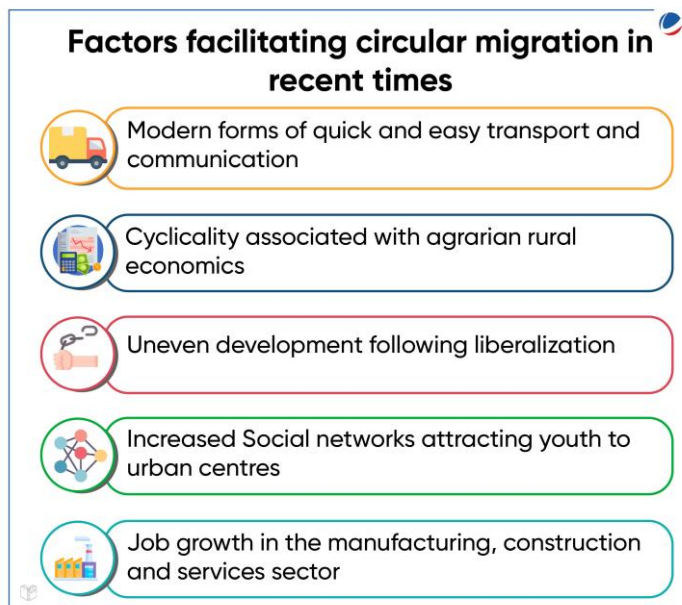 Factors facilitating circular migration in
recent times
Modern forms of quick and easy transport and
communication
Cyclicality associated with agrarian rural
economics
Uneven development following liberalization
Increased Social networks attracting youth to
urban centres
Job growth in the manufacturing, construction
and services sector